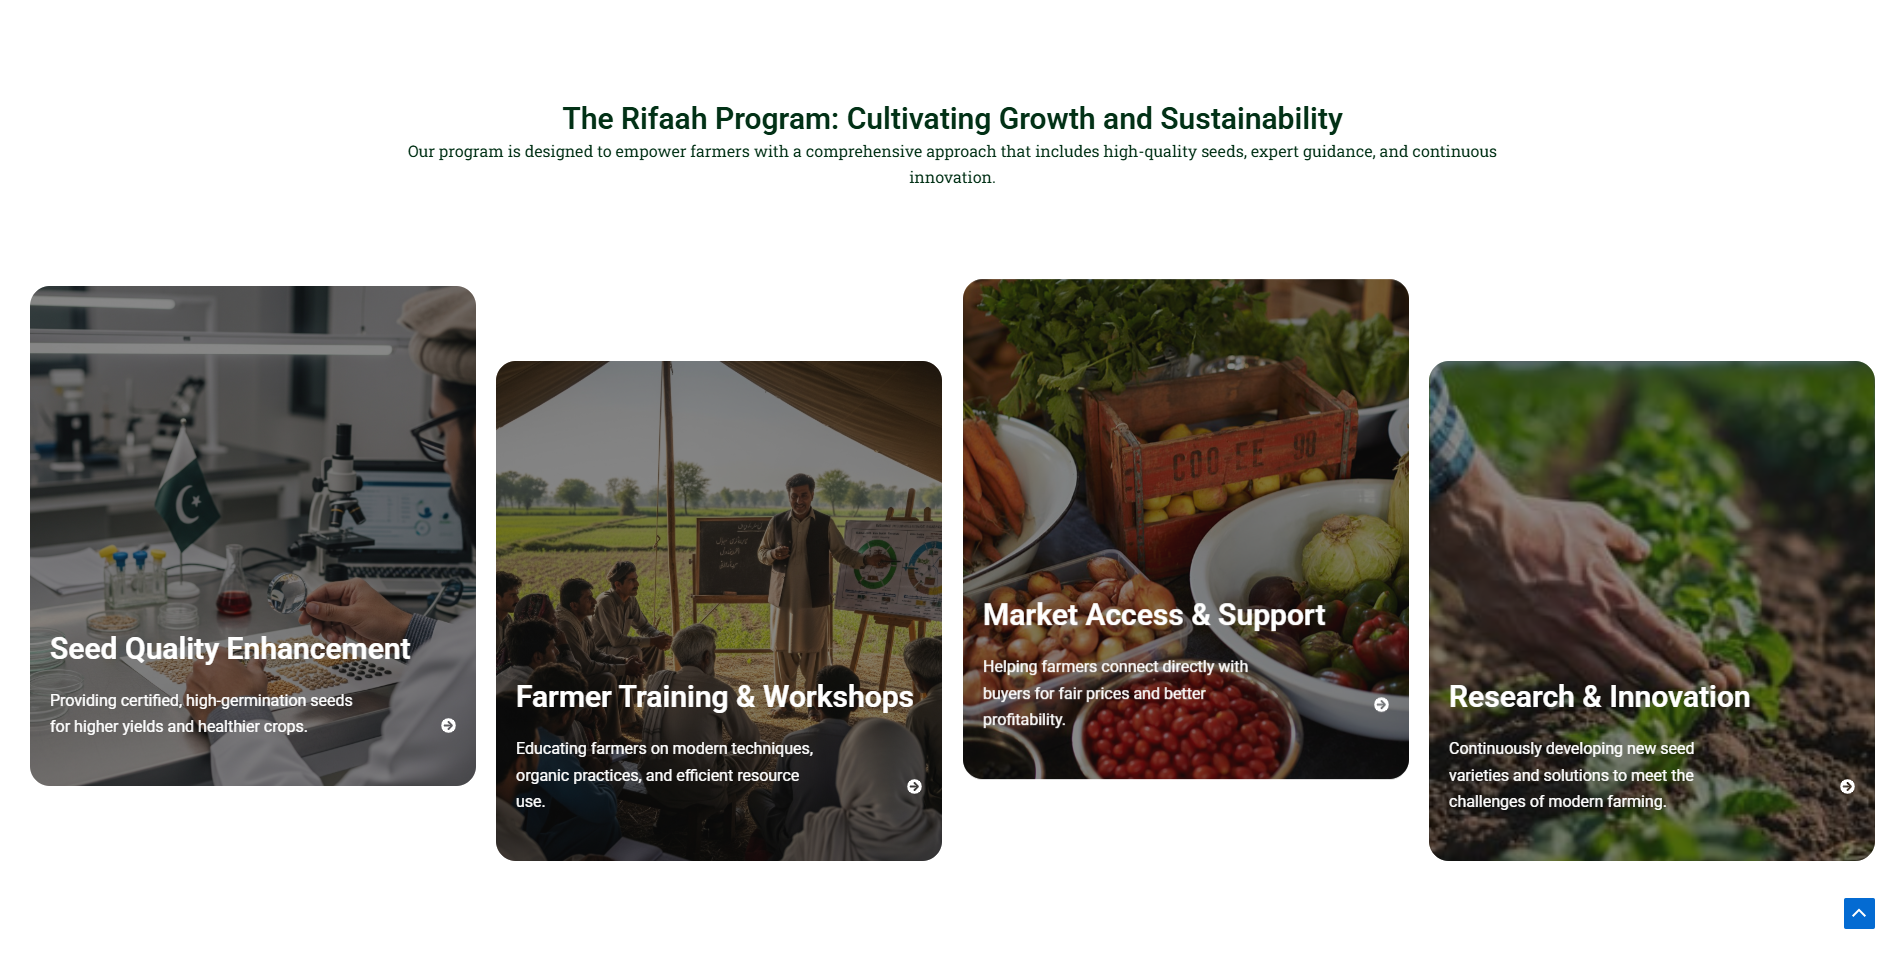 The Rifaah Program: Cultivating Growth and Sustainability
Our program is designed to empower farmers with a comprehensive approach that includes high-quality seeds, expert guidance, and continuous
innovation.
Seed Quality Enhancement
Providing certified, high-germination seeds
for higher yields and healthier crops.
Farmer Training & Workshops
Educating farmers on modern techniques,
organic practices, and efficient resource
use.
98
Market Access & Support
Helping farmers connect directly with
buyers for fair prices and better
profitability.
Research & Innovation
Continuously developing new seed
varieties and solutions to meet the
challenges of modern farming.